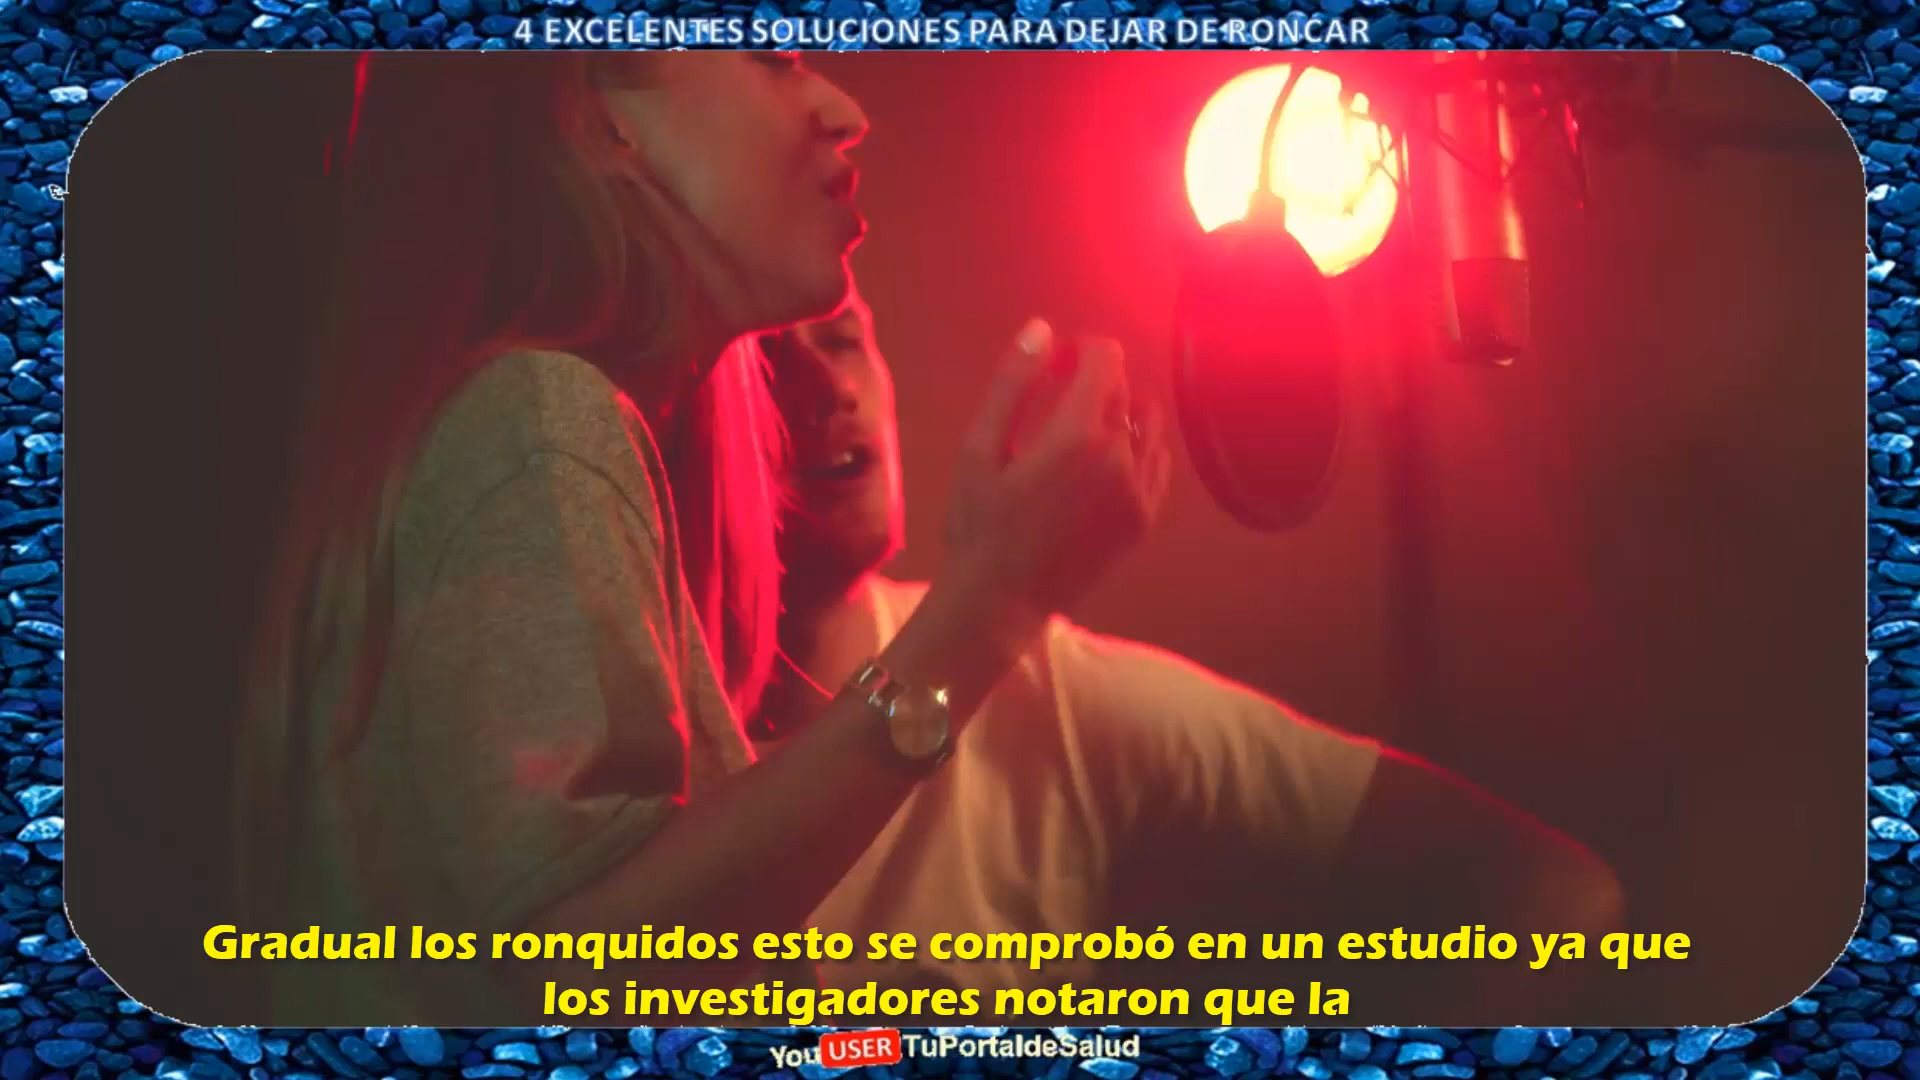 4 EXCELENTES SOLUCIONES PARA DEJAR DE RONCAR
Gradual los ronquidos esto se comprobó en un estudio ya que
los investigadores notaron que la
You USER TuPortaldeSalud